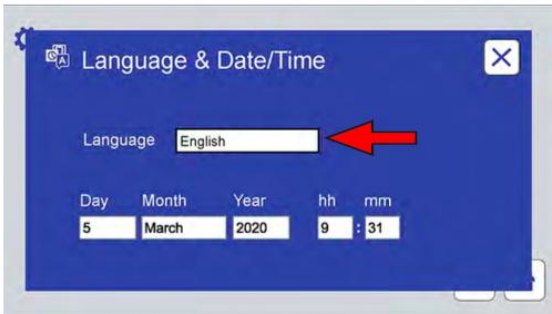 Language & Date/Time
Language English
Day Month Year hh mm
5 March 2020 9 : 31